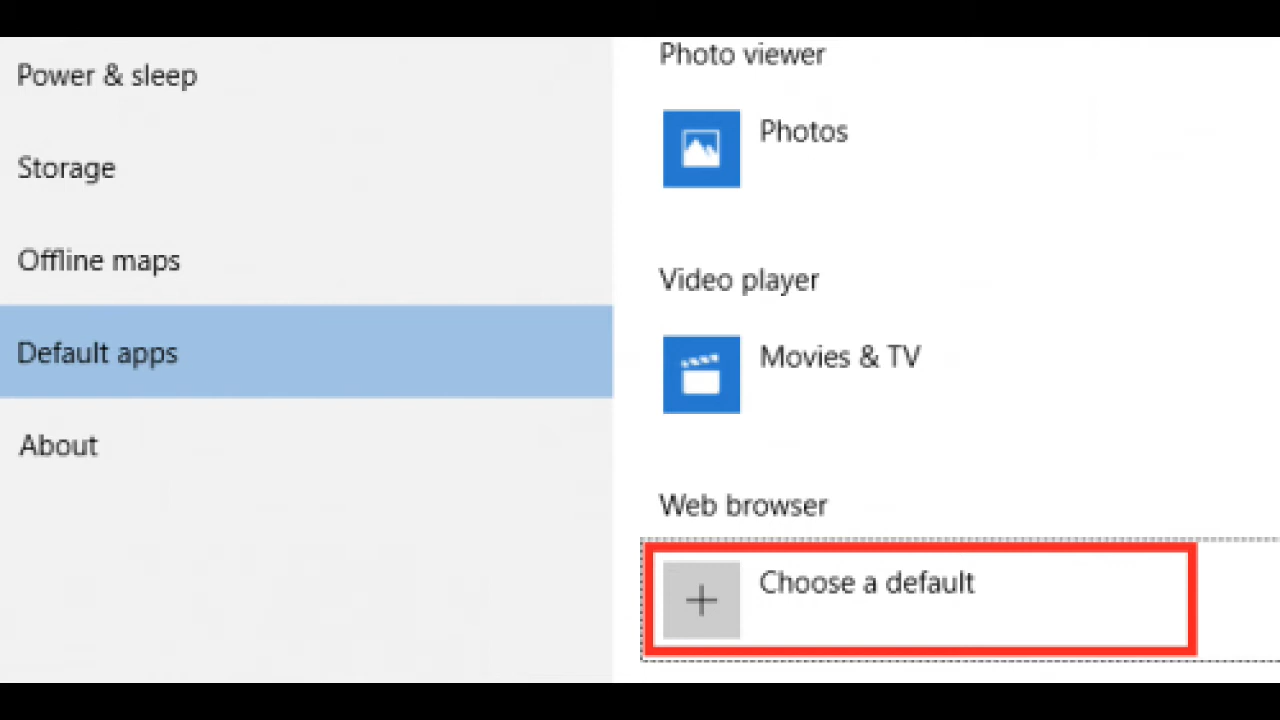 Power & sleep
Storage
Offline maps
Default apps
About
Photo viewer
Photos
Video player
Movies & TV
Web browser
Choose a default